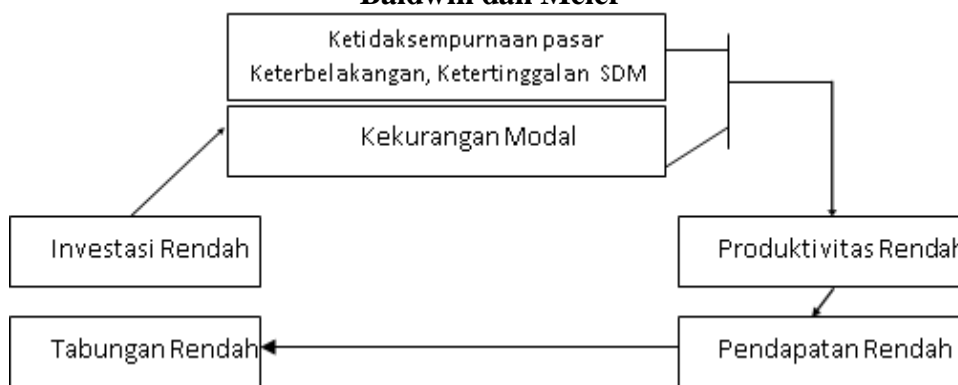 Baldwin dan Meier
Ketidaksempurnaan pasar
Keterbelakangan, Ketertinggalan SDM
Kekurangan Modal
Investasi Rendah
Produktivitas Rendah
Tabungan Rendah
Pendapatan Rendah